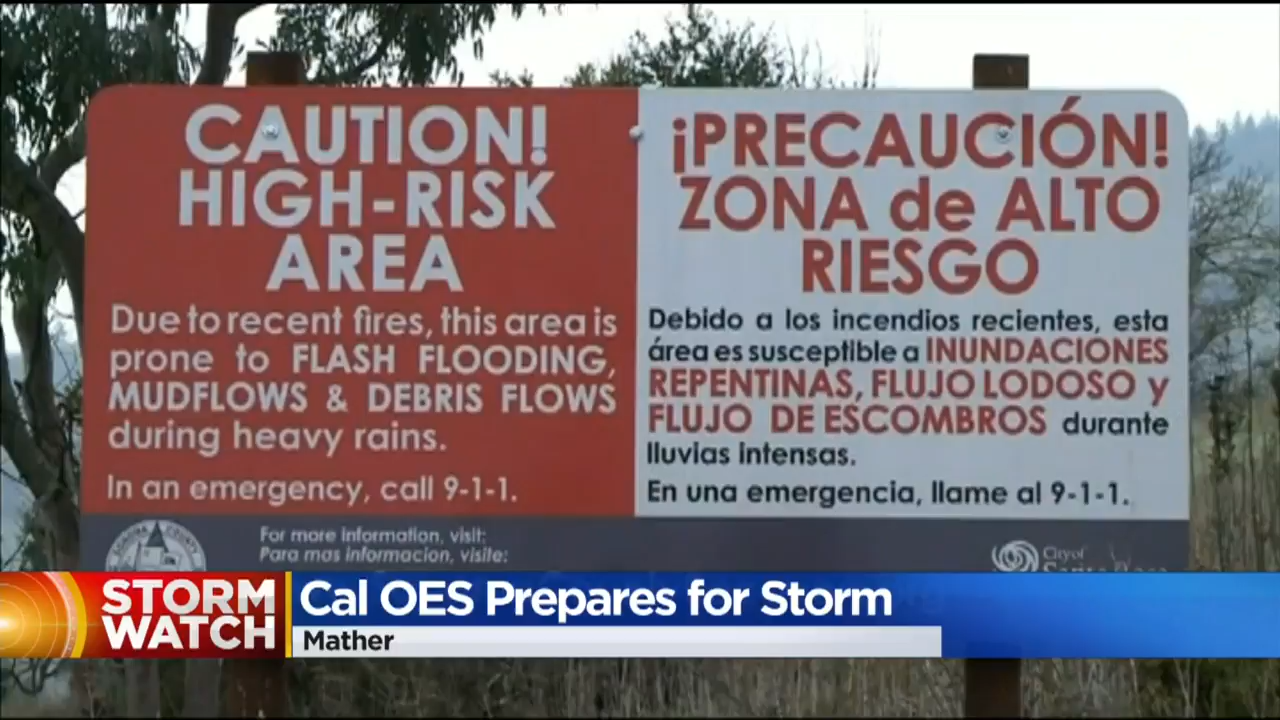 CAUTION!
HIGH-RISK
AREA
Due to recent fires, this area is
prone to FLASH FLOODING,
MUDFLOWS & DEBRIS FLOWS
during heavy rains.
In an emergency, call 9-1-1.
¡PRECAUCIÓN!
ZONA de ALTO
RIESGO
Debido a los incendios recientes, esta
área es susceptible a INUNDACIONES
REPENTINAS, FLUJO LODOSO y
FLUJO DE ESCOMBROS durante
lluvias intensas.
En una emergencia, llame al 9-1-1.
For more information, visit:
Para mas informacion, visite:
SONOMA COUNTY
City of
STORM
WATCH
Cal OES Prepares for Storm
Mather